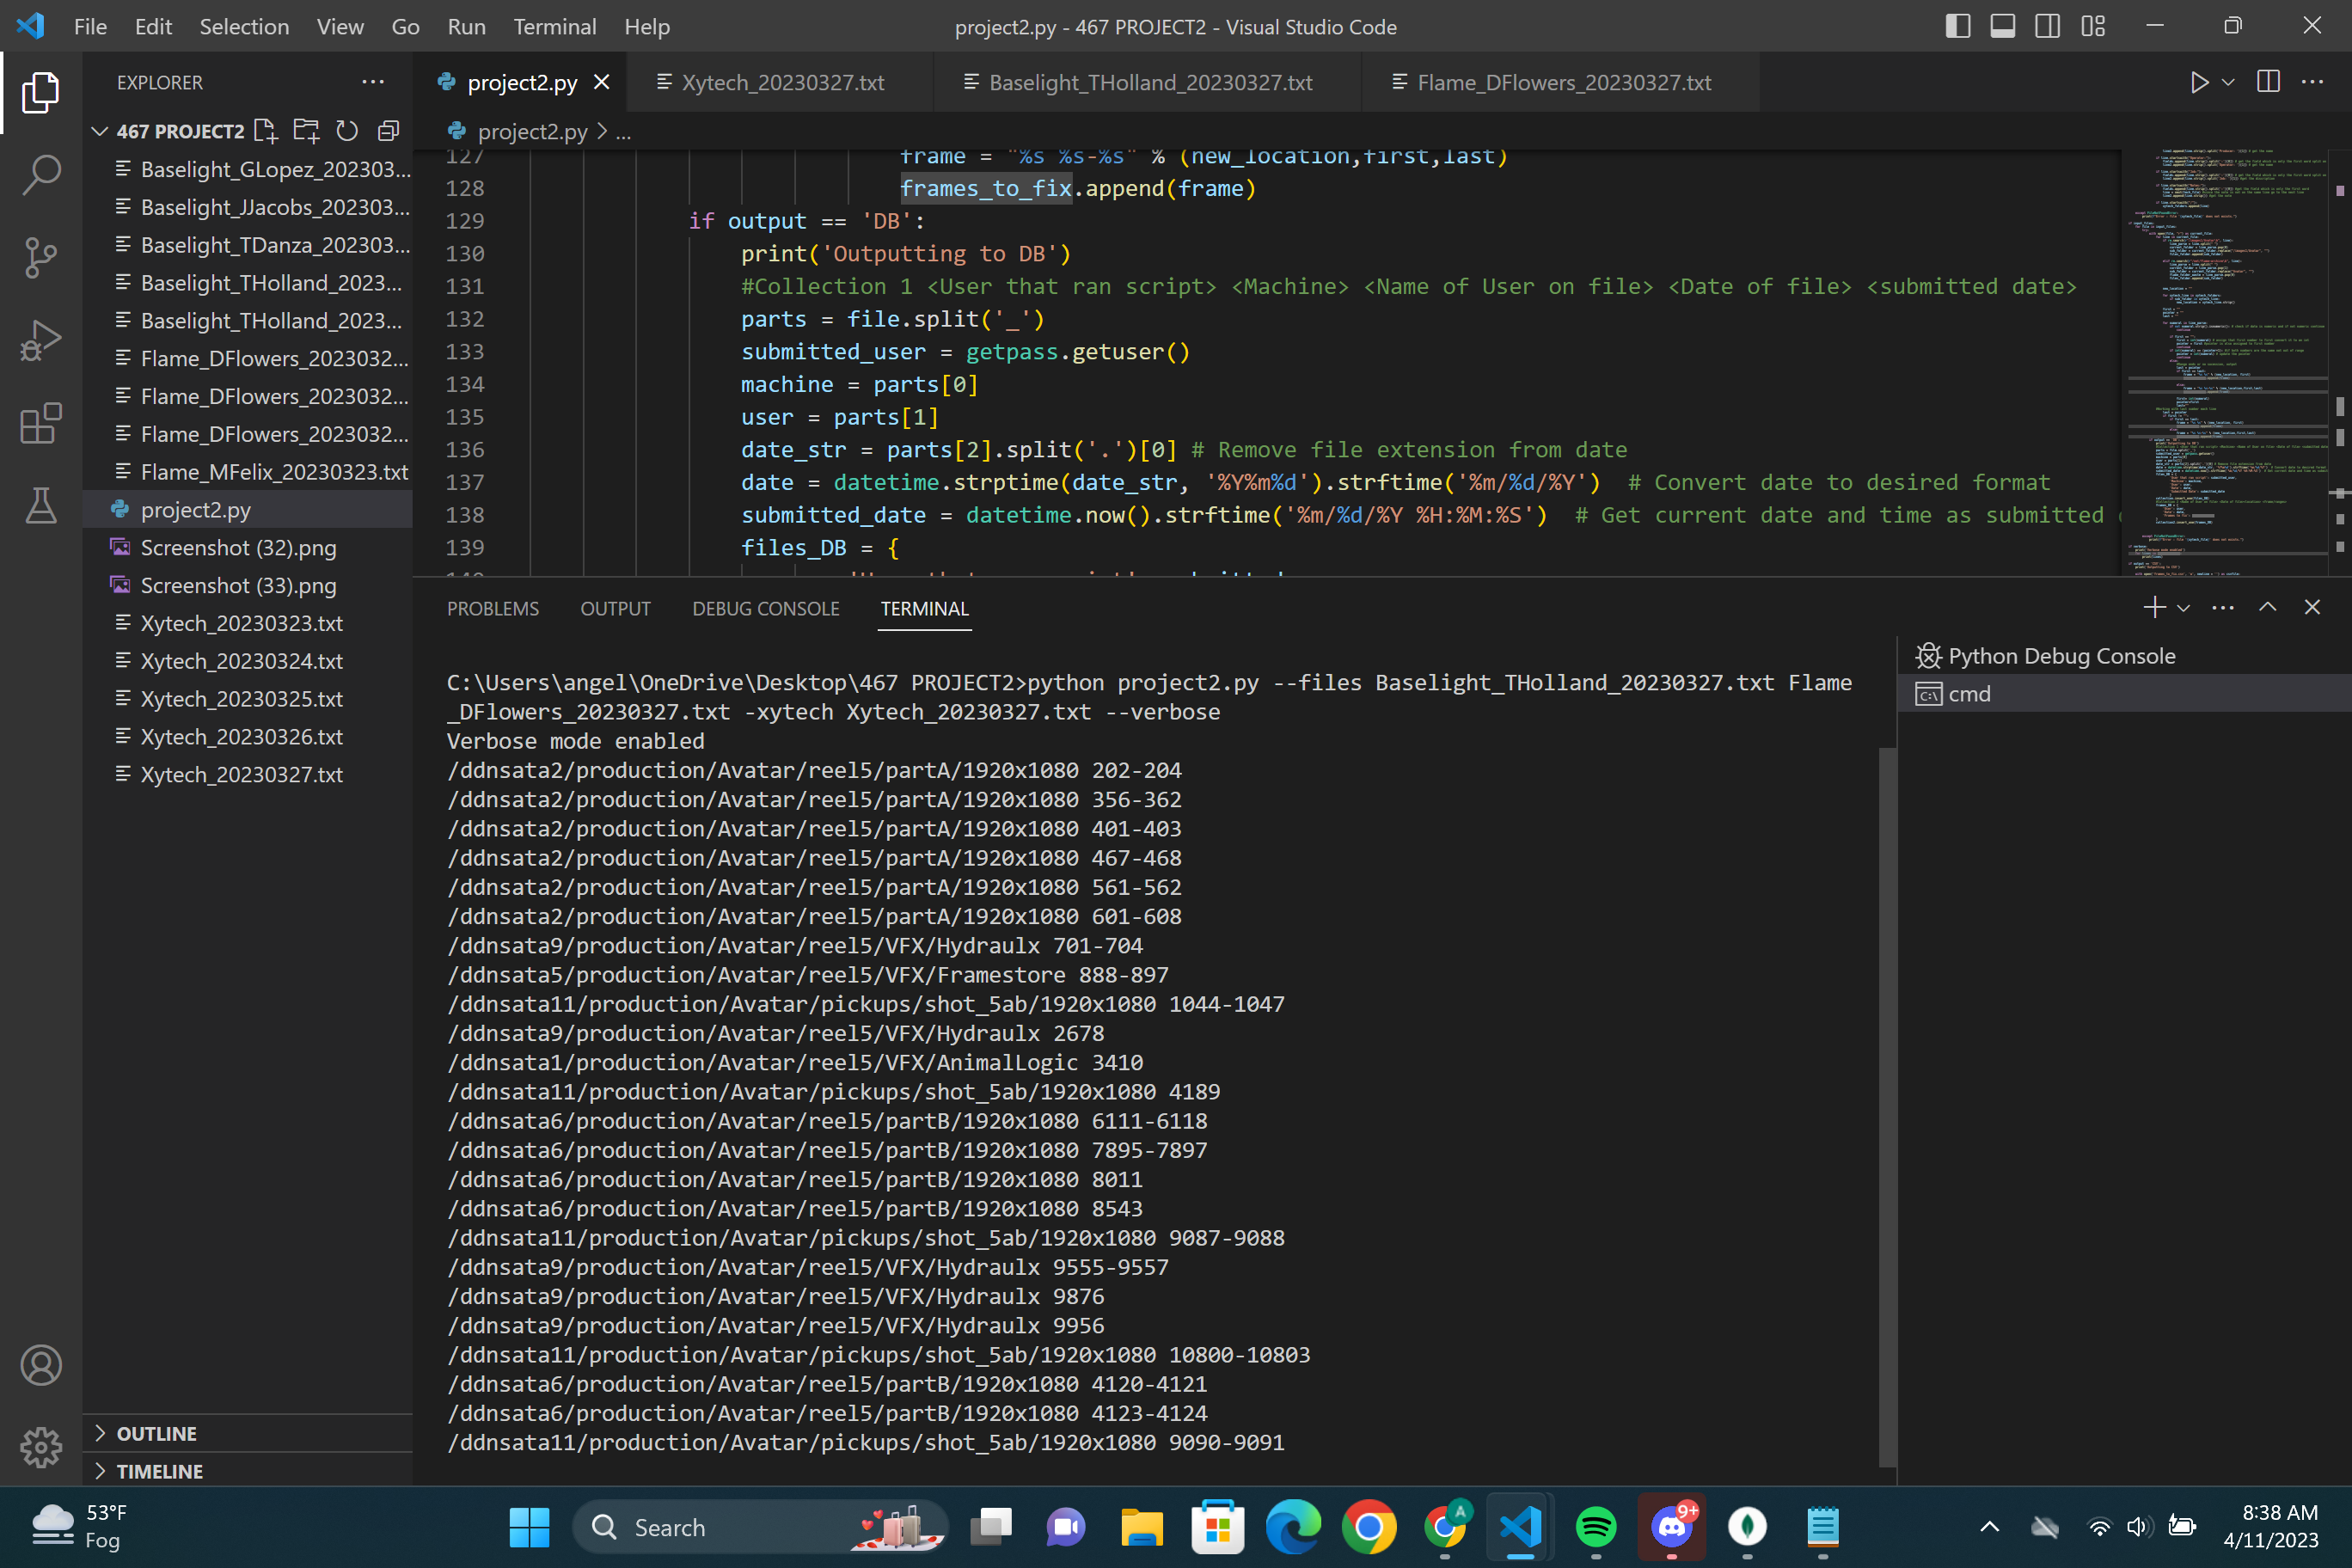 File Edit Selection View Go Run Terminal Help
project2.py - 467 PROJECT2 - Visual Studio Code
EXPLORER
467 PROJECT2
Baselight_GLopez_202303...
Baselight_JJacobs_202303...
Baselight_TDanza_202303...
Baselight_THolland_2023...
Baselight_THolland_2023...
Flame_DFlowers_2023032...
Flame_DFlowers_2023032...
Flame_DFlowers_2023032...
Flame_MFelix_20230323.txt
project2.py
Screenshot (32).png
Screenshot (33).png
Xytech_20230323.txt
Xytech_20230324.txt
Xytech_20230325.txt
Xytech_20230326.txt
Xytech_20230327.txt
OUTLINE
TIMELINE
project2.py
Xytech_20230327.txt
Baselight_THolland_20230327.txt
Flame_DFlowers_20230327.txt
project2.py > ...
127 frame = "%s %s-%s" % (new_location,first,last)
128 frames_to_fix.append(frame)
129 if output == 'DB':
130 print('Outputting to DB')
131 #Collection 1 <User that ran script> <Machine> <Name of User on file> <Date of file> <submitted date>
132 parts = file.split('_')
133 submitted_user = getpass.getuser()
134 machine = parts[0]
135 user = parts[1]
136 date_str = parts[2].split('.')[0] # Remove file extension from date
137 date = datetime.strptime(date_str, '%Y%m%d').strftime('%m/%d/%Y') # Convert date to desired format
138 submitted_date = datetime.now().strftime('%m/%d/%Y %H:%M:%S') # Get current date and time as submitted
139 files_DB = {
PROBLEMS OUTPUT DEBUG CONSOLE TERMINAL
C:\Users\angel\OneDrive\Desktop\467 PROJECT2>python project2.py --files Baselight_THolland_20230327.txt Flame
_DFlowers_20230327.txt -xytech Xytech_20230327.txt --verbose
Verbose mode enabled
/ddnsata2/production/Avatar/reel5/partA/1920x1080 202-204
/ddnsata2/production/Avatar/reel5/partA/1920x1080 356-362
/ddnsata2/production/Avatar/reel5/partA/1920x1080 401-403
/ddnsata2/production/Avatar/reel5/partA/1920x1080 467-468
/ddnsata2/production/Avatar/reel5/partA/1920x1080 561-562
/ddnsata2/production/Avatar/reel5/partA/1920x1080 601-608
/ddnsata9/production/Avatar/reel5/VFX/Hydraulx 701-704
/ddnsata5/production/Avatar/reel5/VFX/Framestore 888-897
/ddnsata11/production/Avatar/pickups/shot_5ab/1920x1080 1044-1047
/ddnsata9/production/Avatar/reel5/VFX/Hydraulx 2678
/ddnsata1/production/Avatar/reel5/VFX/AnimalLogic 3410
/ddnsata11/production/Avatar/pickups/shot_5ab/1920x1080 4189
/ddnsata6/production/Avatar/reel5/partB/1920x1080 6111-6118
/ddnsata6/production/Avatar/reel5/partB/1920x1080 7895-7897
/ddnsata6/production/Avatar/reel5/partB/1920x1080 8011
/ddnsata6/production/Avatar/reel5/partB/1920x1080 8543
/ddnsata11/production/Avatar/pickups/shot_5ab/1920x1080 9087-9088
/ddnsata9/production/Avatar/reel5/VFX/Hydraulx 9555-9557
/ddnsata9/production/Avatar/reel5/VFX/Hydraulx 9876
/ddnsata9/production/Avatar/reel5/VFX/Hydraulx 9956
/ddnsata11/production/Avatar/pickups/shot_5ab/1920x1080 10800-10803
/ddnsata6/production/Avatar/reel5/partB/1920x1080 4120-4121
/ddnsata6/production/Avatar/reel5/partB/1920x1080 4123-4124
/ddnsata11/production/Avatar/pickups/shot_5ab/1920x1080 9090-9091
Python Debug Console
cmd
53°F
Fog
Search
A
9+
8:38 AM
4/11/2023